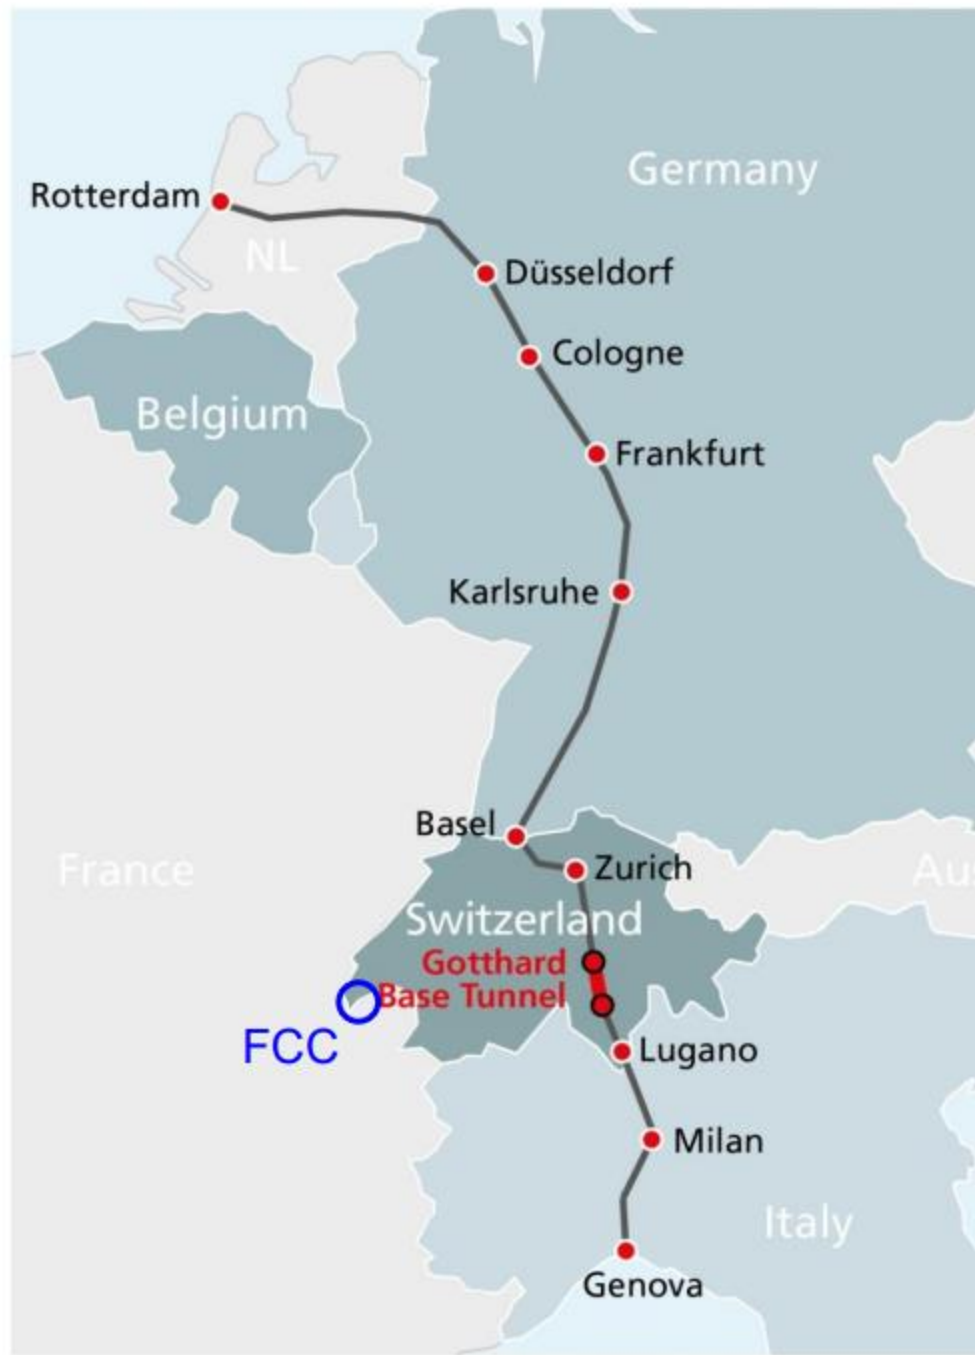 Germany
Rotterdam
NL
Düsseldorf
Cologne
Belgium
Frankfurt
Karlsruhe
Basel
France
Zurich
Aus
Switzerland
Gotthard
Base Tunnel
FCC
Lugano
Milan
Italy
Genova